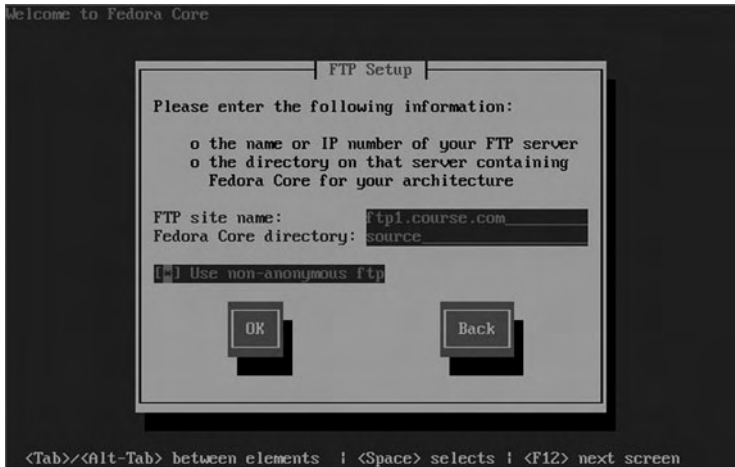 Welcome to Fedora Core
FTP Setup
Please enter the following information:
o the name or IP number of your FTP server
o the directory on that server containing
Fedora Core for your architecture
FTP site name: ftp1.course.com
Fedora Core directory: source
[*] Use non-anonymous ftp
OK Back
<Tab>/<Alt-Tab> between elements | <Space> selects | <F12> next screen